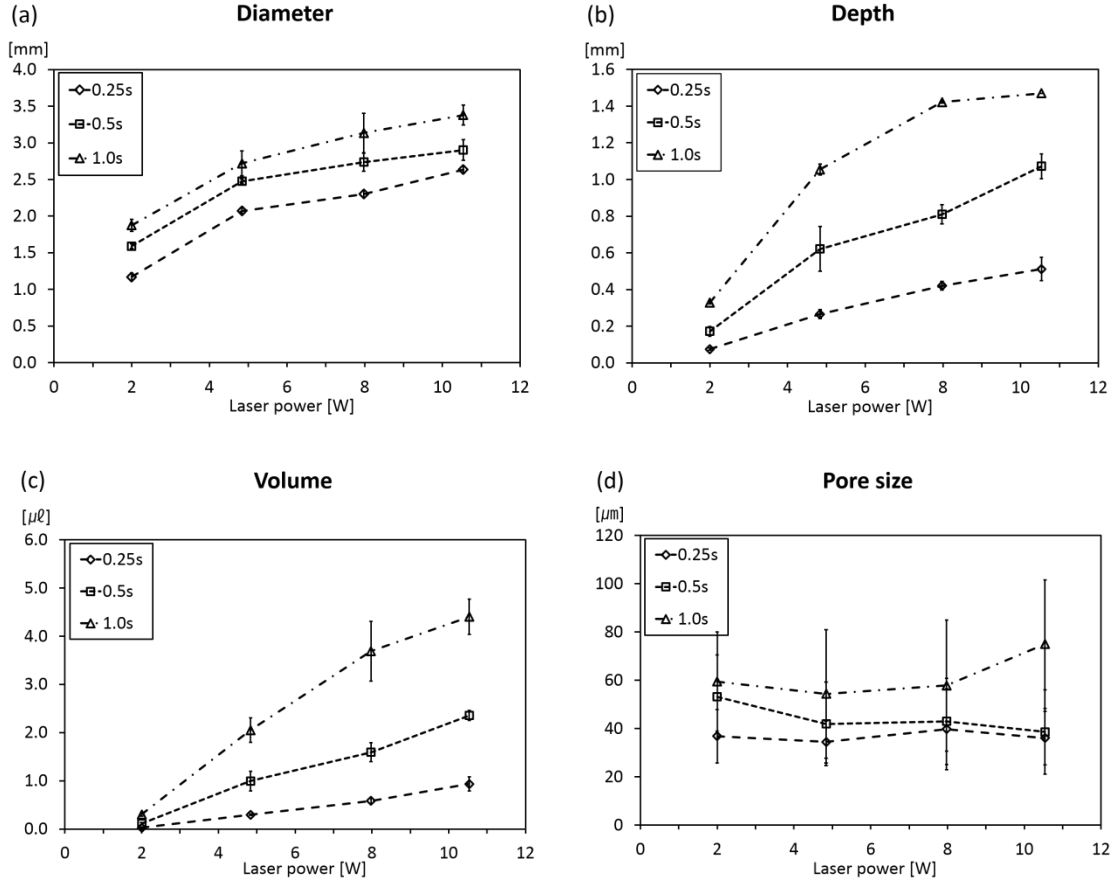 (a) Diameter
[mm]
4.0
3.5
3.0
2.5
2.0
1.5
1.0
0.5
0.0
0.25s
0.5s
1.0s
0 2 4 6 8 10 12
Laser power [W]
(b) Depth
[mm]
1.6
1.4
1.2
1.0
0.8
0.6
0.4
0.2
0.0
0.25s
0.5s
1.0s
0 2 4 6 8 10 12
Laser power [W]
(c) Volume
[μℓ]
6.0
5.0
4.0
3.0
2.0
1.0
0.0
0.25s
0.5s
1.0s
0 2 4 6 8 10 12
Laser power [W]
(d) Pore size
[μm]
120
100
80
60
40
20
0
0.25s
0.5s
1.0s
0 2 4 6 8 10 12
Laser power [W]